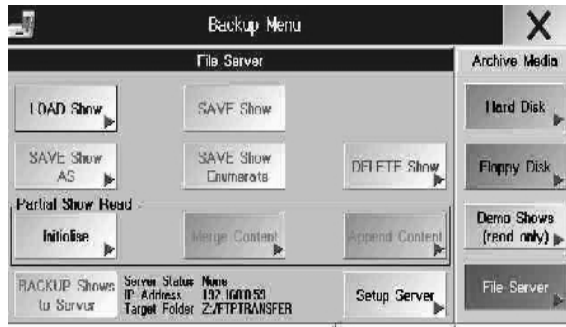 Backup Menu
File Server
Archive Media
LOAD Show
SAVE Show
Hard Disk
SAVE Show
AS
SAVE Show
Enumerate
DELETE Show
Floppy Disk
Partial Show Read
Initialise
Merge Content
Append Content
Demo Shows
(read only)
BACKUP Shows
to Server
Server Status None
IP Address
Target Folder Z:/FTPTRANSFER
Setup Server
File Server